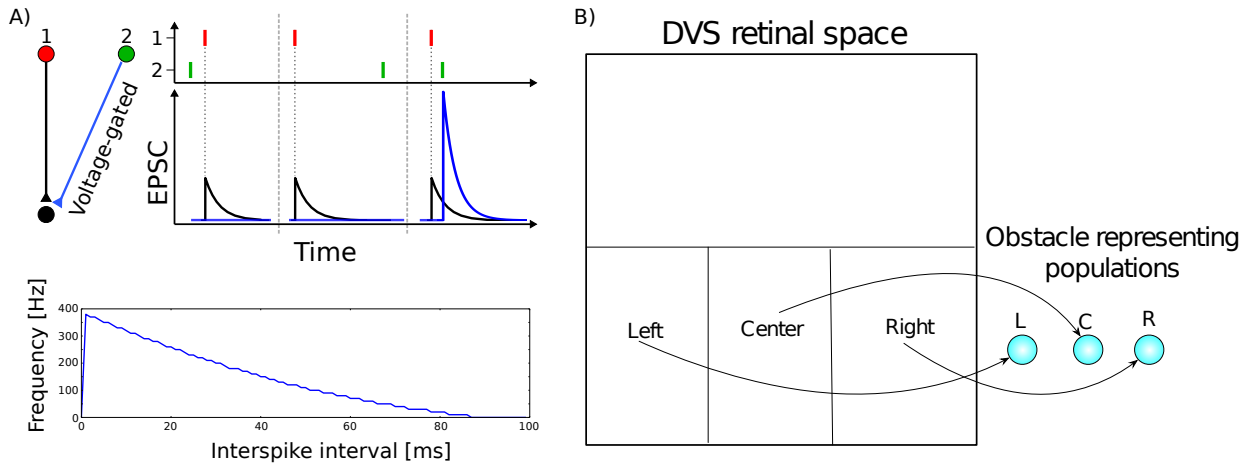 A)
1
2
Voltage-gated
1
2
EPSC
Time
Frequency [Hz]
400
300
200
100
0
0
20
40
60
80
100
Interspike interval [ms]
B)
DVS retinal space
Left
Center
Right
Obstacle representing
populations
L
C
R